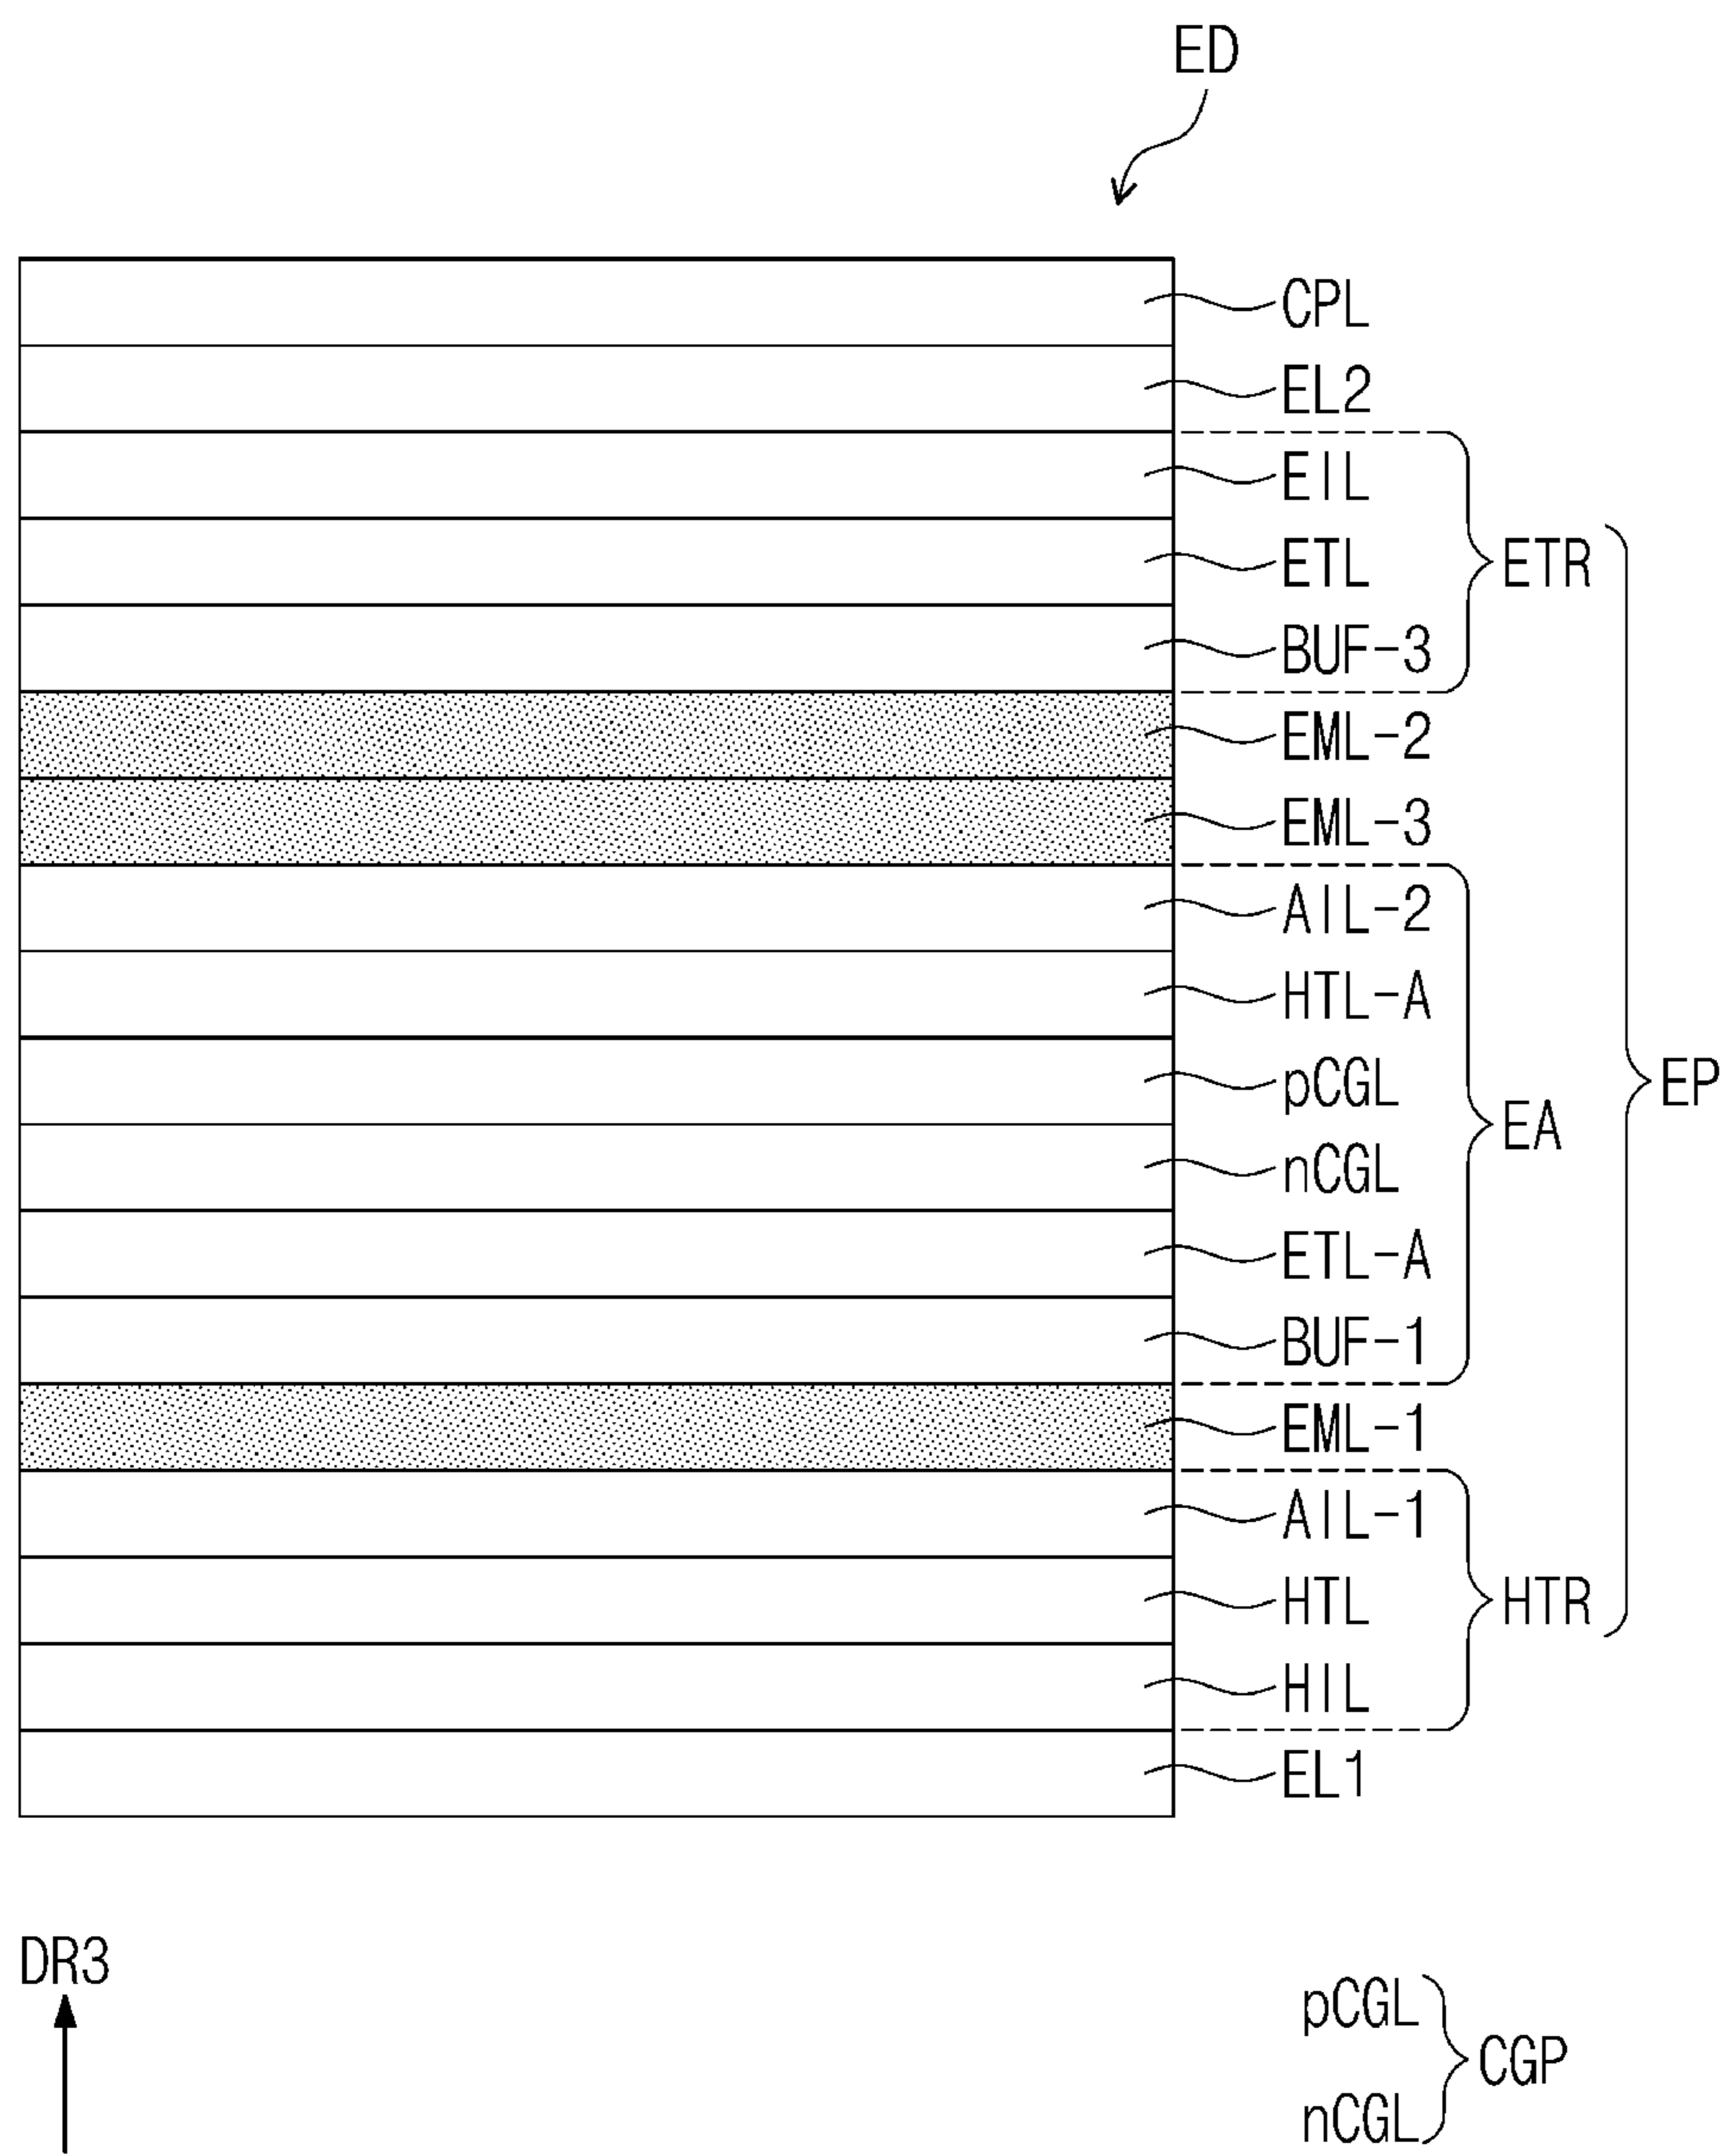 ED
CPL
EL2
EIL
ETL
ETR
BUF-3
EML-2
EML-3
AIL-2
HTL-A
pCGL
EP
EA
nCGL
ETL-A
BUF-1
EML-1
AIL-1
HTL
HTR
HIL
EL1
DR3
pCGL
CGP
nCGL